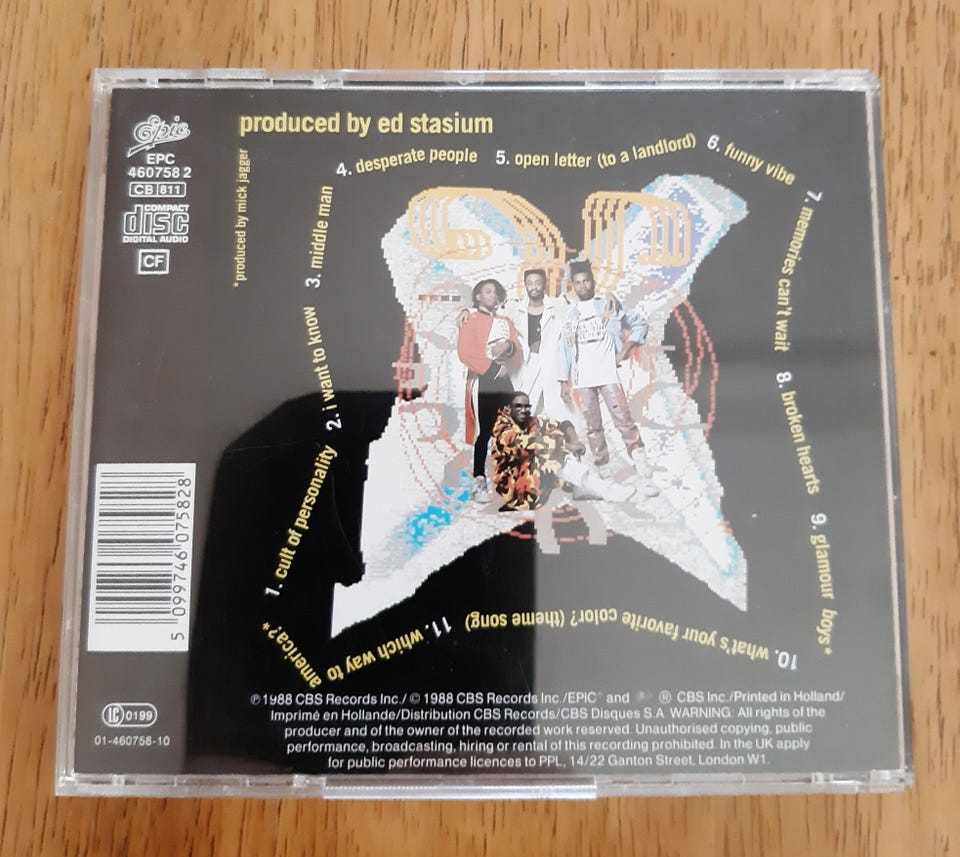 Epic
EPC
460758 2
CB 811
COMPACT
disc
DIGITAL AUDIO
CF
produced by ed stasium
*produced by mick jagger
1. cult of personality
2. i want to know
3. middle man
4. desperate people
5. open letter (to a landlord)
6. funny vibe
7. memories can't wait
8. broken hearts
9. glamour boys*
10. what's your favorite color? (theme song)
11. which way to
america?*
5 099746 075828
LC 0199
01-460758-10
℗ 1988 CBS Records Inc./ © 1988 CBS Records Inc./EPIC and ® CBS Inc./Printed in Holland/
Imprimé en Hollande/Distribution CBS Records/CBS Disques S.A. WARNING: All rights of the
producer and of the owner of the recorded work reserved. Unauthorised copying, public
performance, broadcasting, hiring or rental of this recording prohibited. In the UK apply
for public performance licences to PPL, 14/22 Ganton Street, London W1.